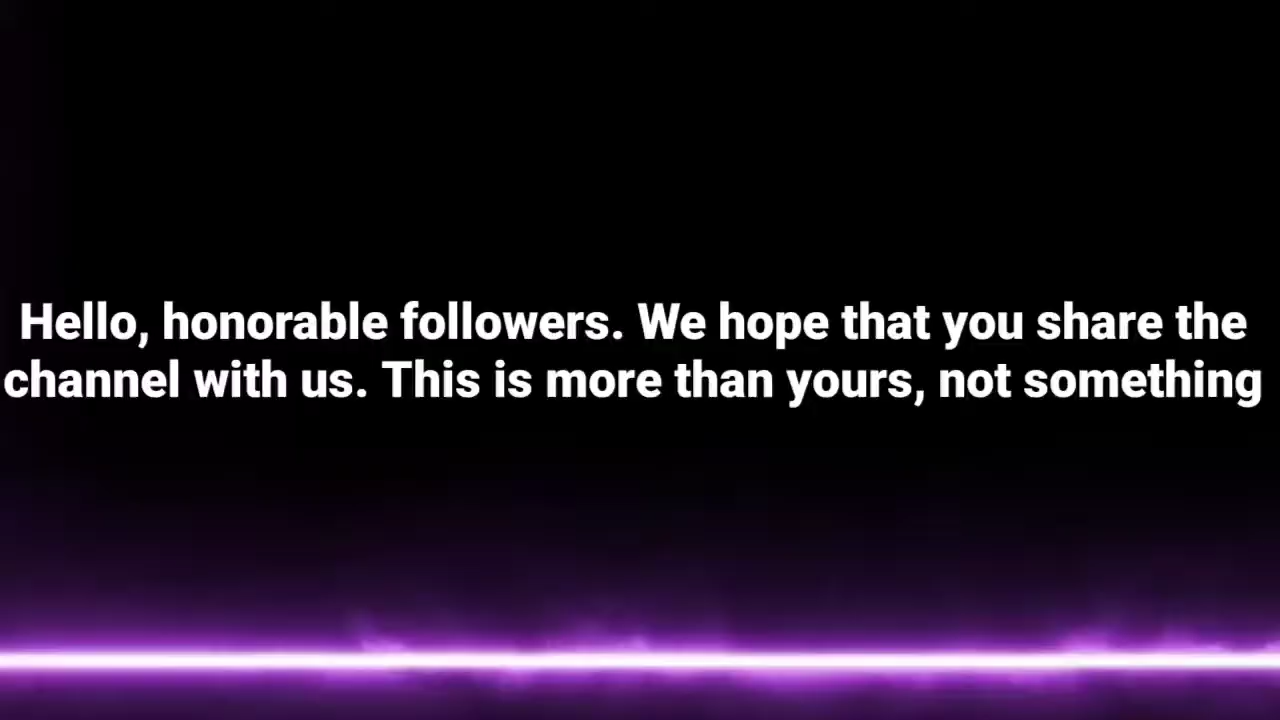 Hello, honorable followers. We hope that you share the
channel with us. This is more than yours, not something